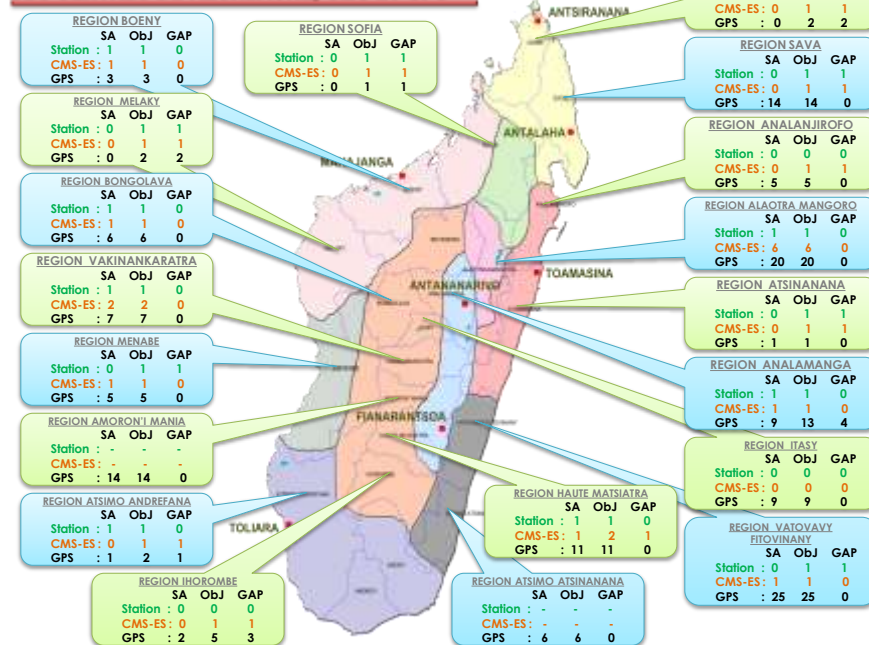 ANTSIRANANA
CMS-ES : 0 1 1
GPS : 0 2 2
REGION BOENY
SA ObJ GAP
Station : 1 1 0
CMS-ES : 1 1 0
GPS : 3 3 0
REGION SOFIA
SA ObJ GAP
Station : 0 1 1
CMS-ES : 0 1 1
GPS : 0 1 1
REGION SAVA
SA ObJ GAP
Station : 0 1 1
CMS-ES : 0 1 1
GPS : 14 14 0
REGION MELAKY
SA ObJ GAP
Station : 0 1 1
CMS-ES : 0 1 1
GPS : 0 2 2
ANTALAHA
REGION ANALANJIROFO
SA ObJ GAP
Station : 0 0 0
CMS-ES : 0 1 1
GPS : 5 5 0
REGION BONGOLAVA
SA ObJ GAP
Station : 1 1 0
CMS-ES : 1 1 0
GPS : 6 6 0
REGION ALAOTRA MANGORO
SA ObJ GAP
Station : 1 1 0
CMS-ES : 6 6 0
GPS : 20 20 0
REGION VAKINANKARATRA
SA ObJ GAP
Station : 1 1 0
CMS-ES : 2 2 0
GPS : 7 7 0
TOAMASINA
REGION ATSINANANA
SA ObJ GAP
Station : 0 1 1
CMS-ES : 0 1 1
GPS : 1 1 0
REGION MENABE
SA ObJ GAP
Station : 0 1 1
CMS-ES : 1 1 0
GPS : 5 5 0
REGION ANALAMANGA
SA ObJ GAP
Station : 1 1 0
CMS-ES : 1 1 0
GPS : 9 13 4
REGION AMORON'I MANIA
SA ObJ GAP
Station : - - -
CMS-ES : - - -
GPS : 14 14 0
FIANARANTSOA
REGION ITASY
SA ObJ GAP
Station : 0 0 0
CMS-ES : 0 0 0
GPS : 9 9 0
REGION ATSIMO ANDREFANA
SA ObJ GAP
Station : 1 1 0
CMS-ES : 0 1 1
GPS : 1 2 1
TOLIARA
REGION HAUTE MATSIATRA
SA ObJ GAP
Station : 1 1 0
CMS-ES : 1 2 1
GPS : 11 11 0
REGION VATOVAVY
FITOVINANY
SA ObJ GAP
Station : 0 1 1
CMS-ES : 1 1 0
GPS : 25 25 0
REGION IHOROMBE
SA ObJ GAP
Station : 0 0 0
CMS-ES : 0 1 1
GPS : 2 5 3
REGION ATSIMO ATSINANANA
SA ObJ GAP
Station : - - -
CMS-ES : - - -
GPS : 6 6 0